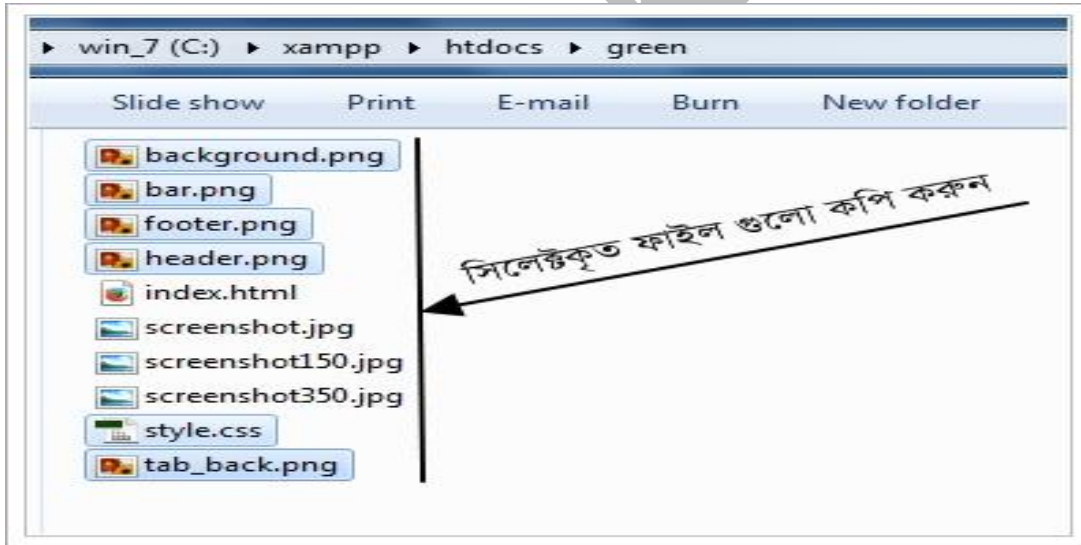 win_7 (C:) ▸ xampp ▸ htdocs ▸ green
Slide show Print E-mail Burn New folder
background.png
bar.png
footer.png
header.png
index.html
screenshot.jpg
screenshot150.jpg
screenshot350.jpg
style.css
tab_back.png
সিলেক্টকৃত ফাইল গুলো কপি করুন